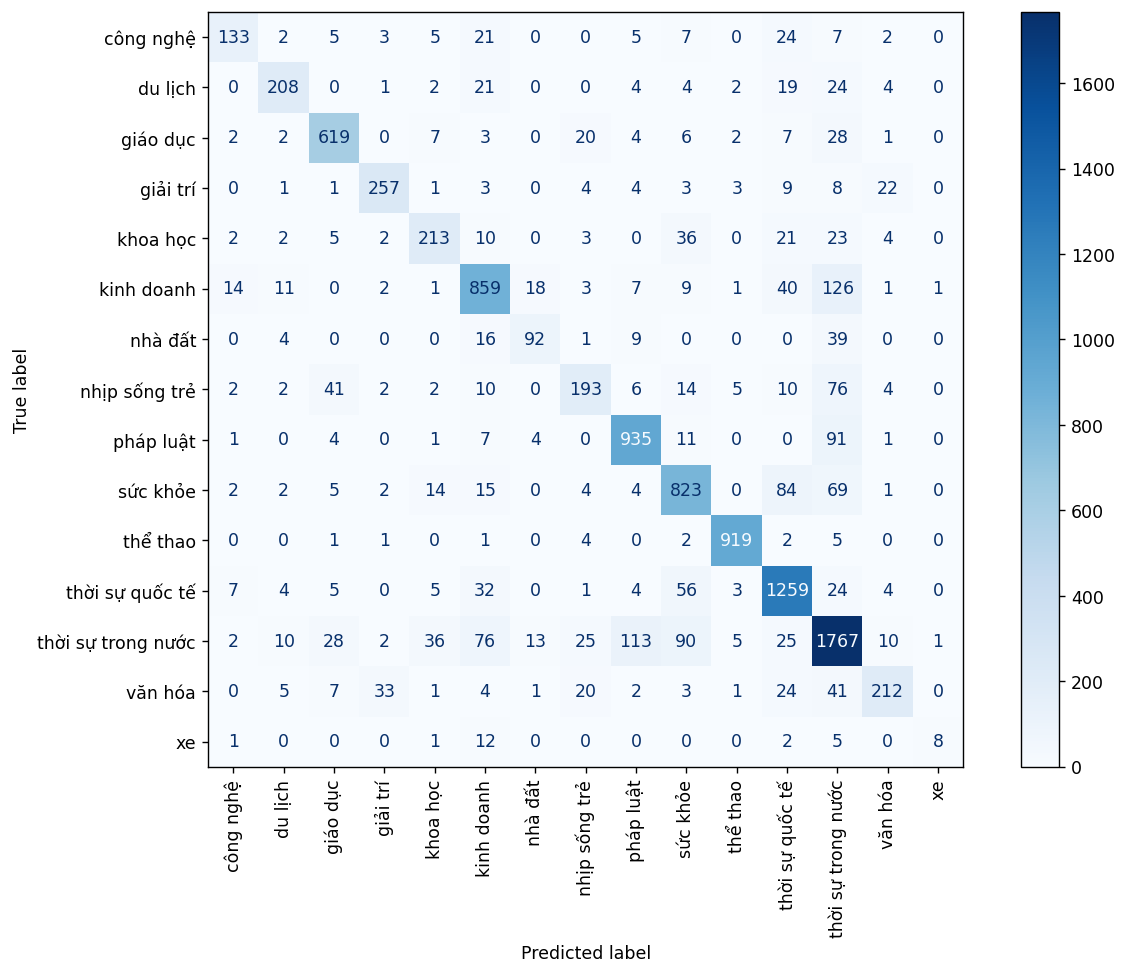 công nghệ 133 2 5 3 5 21 0 0 5 7 0 24 7 2 0
du lịch 0 208 0 1 2 21 0 0 4 4 2 19 24 4 0
giáo dục 2 2 619 0 7 3 0 20 4 6 2 7 28 1 0
giải trí 0 1 1 257 1 3 0 4 4 3 3 9 8 22 0
khoa học 2 2 5 2 213 10 0 3 0 36 0 21 23 4 0
kinh doanh 14 11 0 2 1 859 18 3 7 9 1 40 126 1 1
nhà đất 0 4 0 0 0 16 92 1 9 0 0 0 39 0 0
nhịp sống trẻ 2 2 41 2 2 10 0 193 6 14 5 10 76 4 0
pháp luật 1 0 4 0 1 7 4 0 935 11 0 0 91 1 0
sức khỏe 2 2 5 2 14 15 0 4 4 823 0 84 69 1 0
thể thao 0 0 1 1 0 1 0 4 0 2 919 2 5 0 0
thời sự quốc tế 7 4 5 0 5 32 0 1 4 56 3 1259 24 4 0
thời sự trong nước 2 10 28 2 36 76 13 25 113 90 5 25 1767 10 1
văn hóa 0 5 7 33 1 4 1 20 2 3 1 24 41 212 0
xe 1 0 0 0 1 12 0 0 0 0 0 2 5 0 8
True label
công nghệ
du lịch
giáo dục
giải trí
khoa học
kinh doanh
nhà đất
nhịp sống trẻ
pháp luật
sức khỏe
thể thao
thời sự quốc tế
thời sự trong nước
văn hóa
xe
Predicted label
1600
1400
1200
1000
800
600
400
200
0